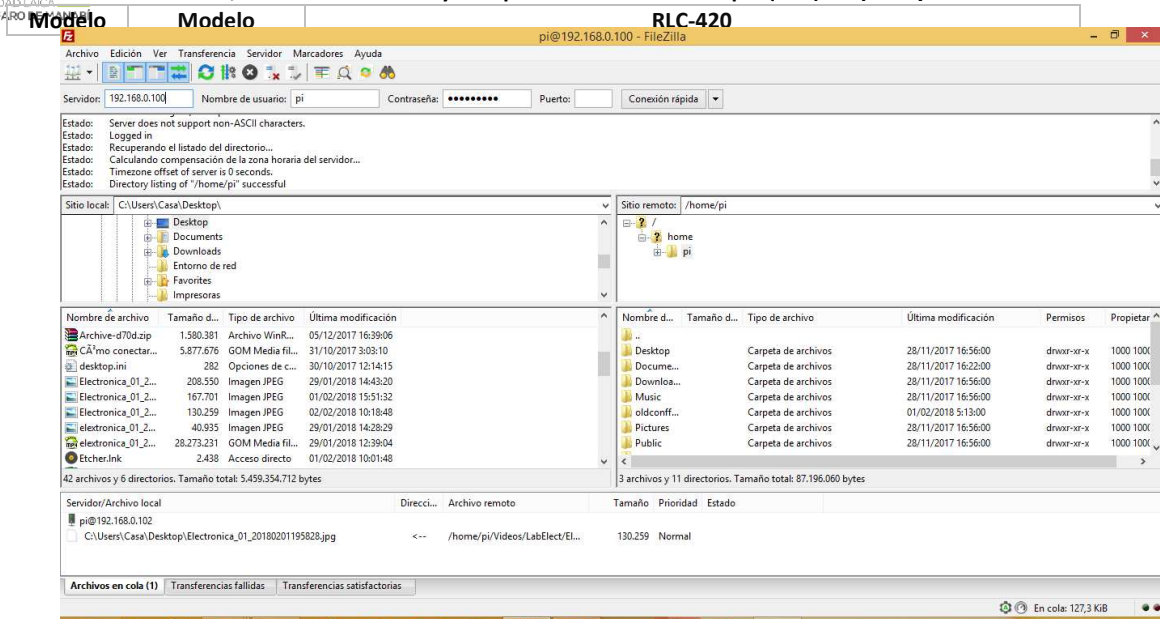 Modelo Modelo RLC-420
pi@192.168.0.100 - FileZilla
Archivo Edición Ver Transferencia Servidor Marcadores Ayuda
Servidor: 192.168.0.100 Nombre de usuario: pi Contraseña: ●●●●●●●●● Puerto: Conexión rápida
Estado: Server does not support non-ASCII characters.
Estado: Logged in
Estado: Recuperando el listado del directorio...
Estado: Calculando compensación de la zona horaria del servidor...
Estado: Timezone offset of server is 0 seconds.
Estado: Directory listing of "/home/pi" successful
Sitio local: C:\Users\Casa\Desktop\
Desktop
Documents
Downloads
Entorno de red
Favorites
Impresoras
Sitio remoto: /home/pi
/
home
pi
Nombre de archivo Tamaño d... Tipo de archivo Última modificación
Archive-d70d.zip 1.580.381 Archivo WinR... 05/12/2017 16:39:06
CÃ³mo conectar... 5.877.676 GOM Media fil... 31/10/2017 3:03:10
desktop.ini 282 Opciones de c... 30/10/2017 12:14:15
Electronica_01_2... 208.550 Imagen JPEG 29/01/2018 14:43:20
Electronica_01_2... 167.701 Imagen JPEG 01/02/2018 15:51:32
Electronica_01_2... 130.259 Imagen JPEG 02/02/2018 10:18:48
elextronica_01_2... 40.935 Imagen JPEG 29/01/2018 14:28:29
elextronica_01_2... 28.273.231 GOM Media fil... 29/01/2018 12:39:04
Etcher.lnk 2.438 Acceso directo 01/02/2018 10:01:48
42 archivos y 6 directorios. Tamaño total: 5.459.354.712 bytes
Nombre d... Tamaño d... Tipo de archivo Última modificación Permisos Propietar
..
Desktop Carpeta de archivos 28/11/2017 16:56:00 drwxr-xr-x 1000 1000
Docume... Carpeta de archivos 28/11/2017 16:22:00 drwxr-xr-x 1000 1000
Downloa... Carpeta de archivos 28/11/2017 16:56:00 drwxr-xr-x 1000 1000
Music Carpeta de archivos 28/11/2017 16:56:00 drwxr-xr-x 1000 1000
oldconff... Carpeta de archivos 01/02/2018 5:13:00 drwxr-xr-x 1000 1000
Pictures Carpeta de archivos 28/11/2017 16:56:00 drwxr-xr-x 1000 1000
Public Carpeta de archivos 28/11/2017 16:56:00 drwxr-xr-x 1000 1000
3 archivos y 11 directorios. Tamaño total: 87.196.060 bytes
Servidor/Archivo local Direcci... Archivo remoto Tamaño Prioridad Estado
pi@192.168.0.102
C:\Users\Casa\Desktop\Electronica_01_20180201195828.jpg <-- /home/pi/Videos/LabElect/El... 130.259 Normal
Archivos en cola (1) Transferencias fallidas Transferencias satisfactorias
En cola: 127,3 KiB